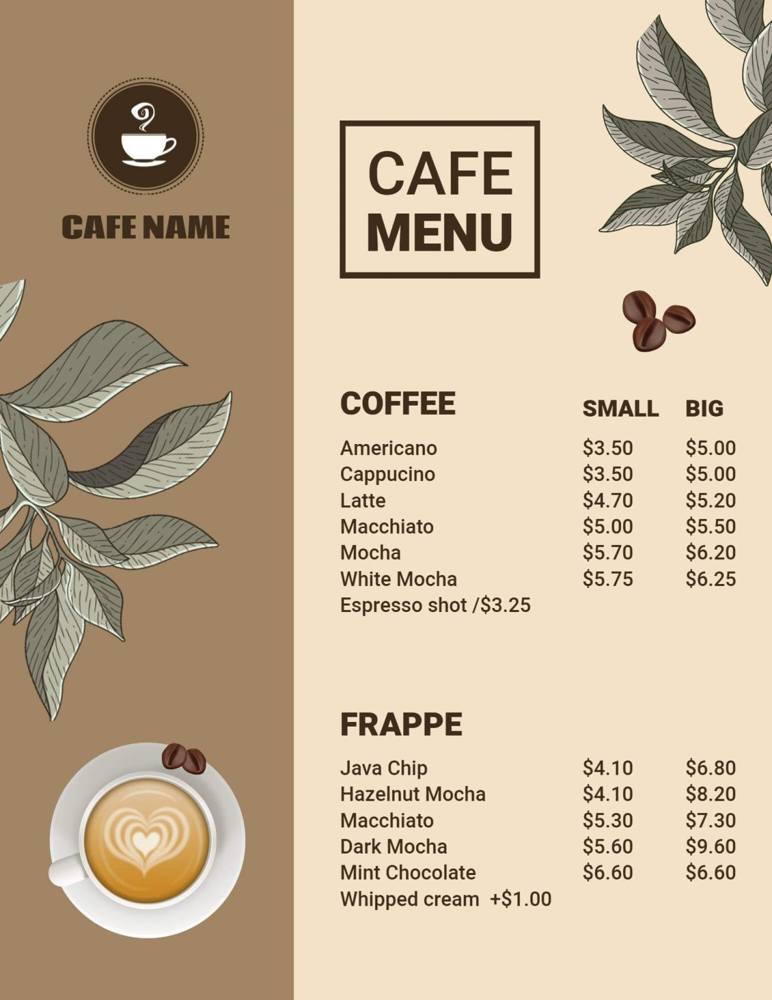 CAFE NAME
CAFE
MENU
COFFEE SMALL BIG
Americano $3.50 $5.00
Cappucino $3.50 $5.00
Latte $4.70 $5.20
Macchiato $5.00 $5.50
Mocha $5.70 $6.20
White Mocha $5.75 $6.25
Espresso shot /$3.25
FRAPPE
Java Chip $4.10 $6.80
Hazelnut Mocha $4.10 $8.20
Macchiato $5.30 $7.30
Dark Mocha $5.60 $9.60
Mint Chocolate $6.60 $6.60
Whipped cream +$1.00